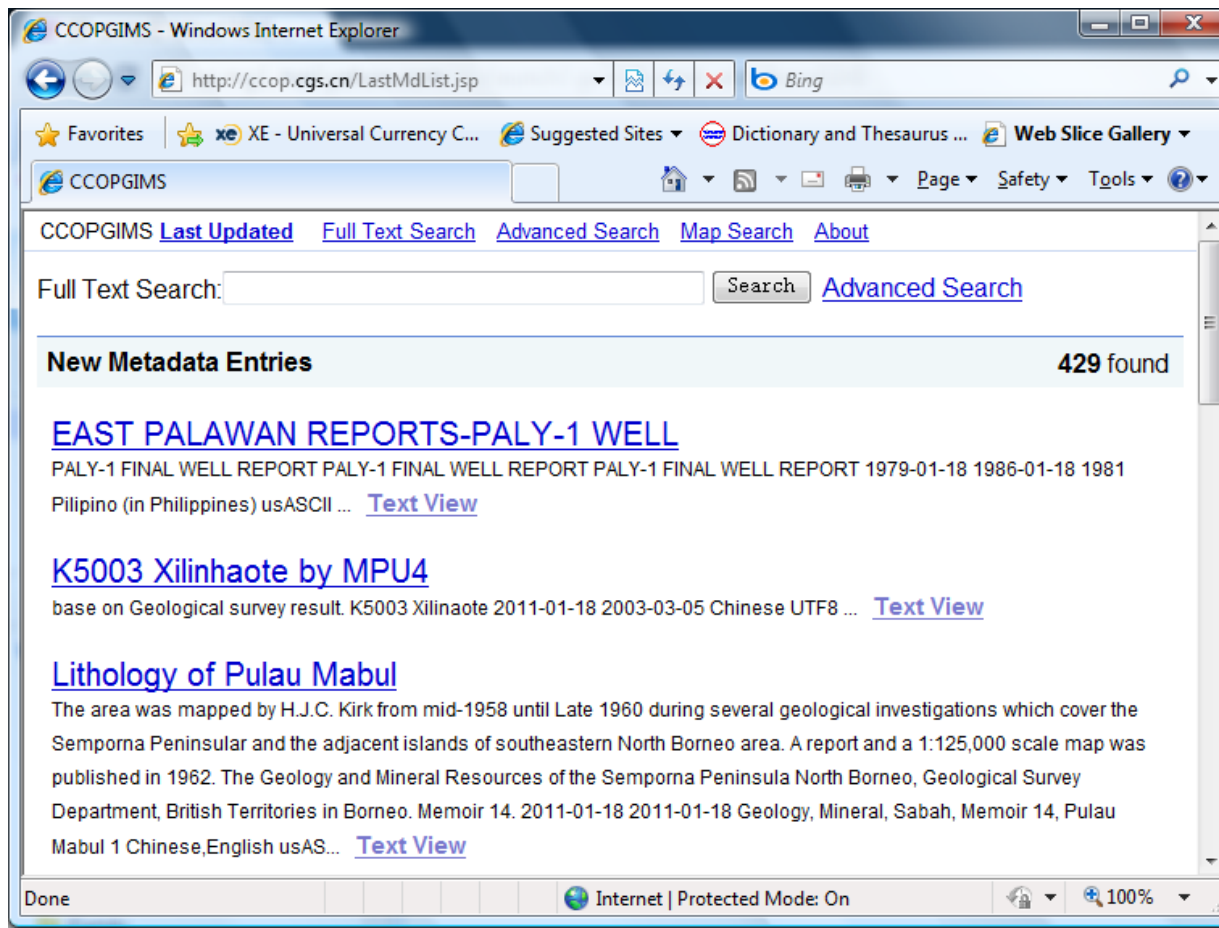 CCOPGIMS - Windows Internet Explorer
http://ccop.cgs.cn/LastMdList.jsp Bing
Favorites XE - Universal Currency C... Suggested Sites Dictionary and Thesaurus ... Web Slice Gallery
CCOPGIMS Page Safety Tools
CCOPGIMS Last Updated Full Text Search Advanced Search Map Search About
Full Text Search: Search Advanced Search
New Metadata Entries 429 found
EAST PALAWAN REPORTS-PALY-1 WELL
PALY-1 FINAL WELL REPORT PALY-1 FINAL WELL REPORT PALY-1 FINAL WELL REPORT 1979-01-18 1986-01-18 1981
Pilipino (in Philippines) usASCII ... Text View
K5003 Xilinhaote by MPU4
base on Geological survey result. K5003 Xilinaote 2011-01-18 2003-03-05 Chinese UTF8 ... Text View
Lithology of Pulau Mabul
The area was mapped by H.J.C. Kirk from mid-1958 until Late 1960 during several geological investigations which cover the
Semporna Peninsular and the adjacent islands of southeastern North Borneo area. A report and a 1:125,000 scale map was
published in 1962. The Geology and Mineral Resources of the Semporna Peninsula North Borneo, Geological Survey
Department, British Territories in Borneo. Memoir 14. 2011-01-18 2011-01-18 Geology, Mineral, Sabah, Memoir 14, Pulau
Mabul 1 Chinese,English usAS... Text View
Done Internet | Protected Mode: On 100%